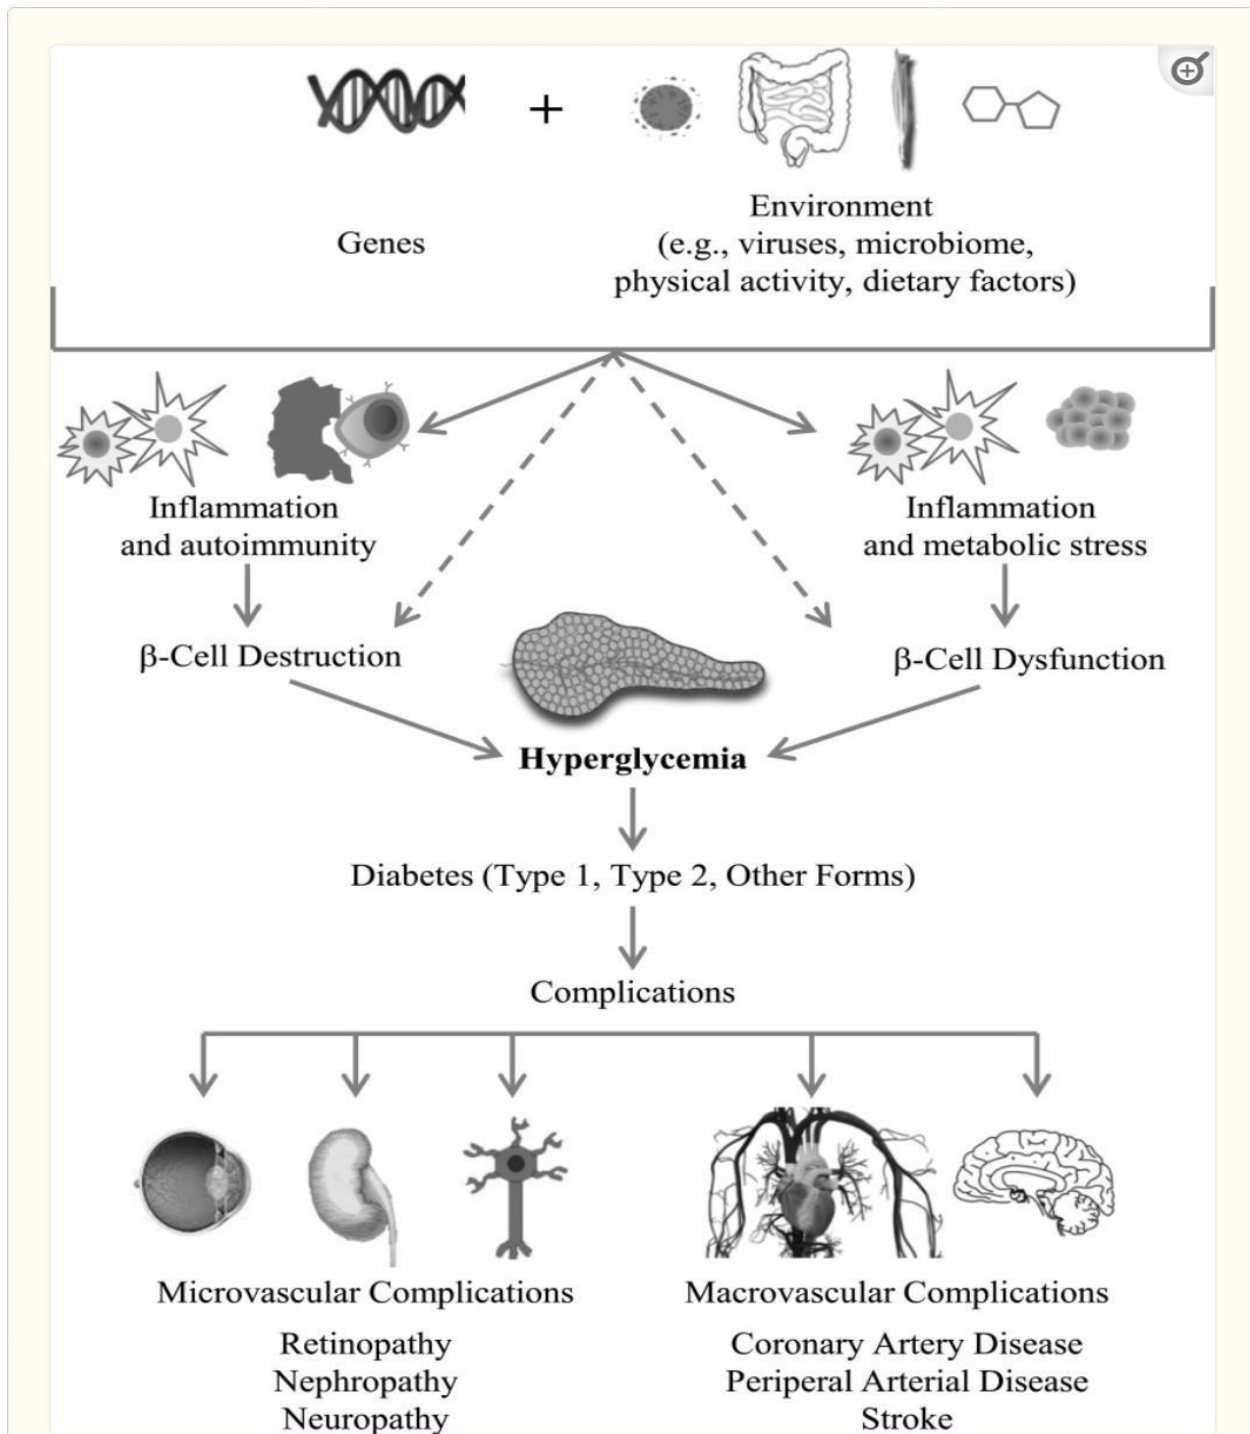 Genes
+
Environment
(e.g., viruses, microbiome,
physical activity, dietary factors)
Inflammation
and autoimmunity
Inflammation
and metabolic stress
β-Cell Destruction
β-Cell Dysfunction
Hyperglycemia
Diabetes (Type 1, Type 2, Other Forms)
Complications
Microvascular Complications
Retinopathy
Nephropathy
Neuropathy
Macrovascular Complications
Coronary Artery Disease
Periperal Arterial Disease
Stroke